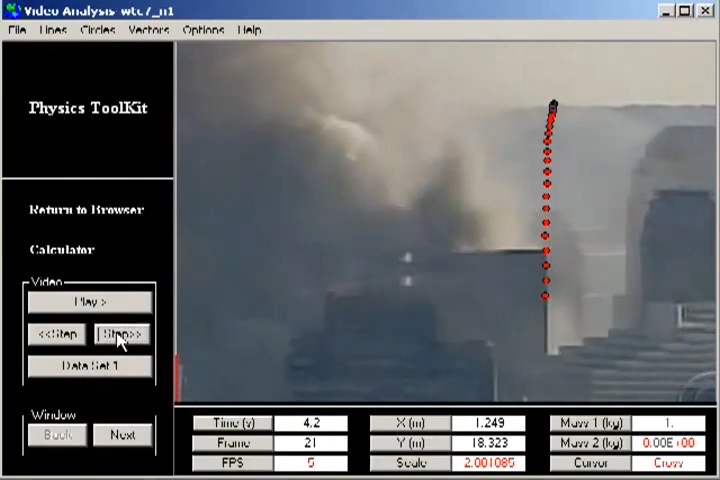 Video Analysis-wtc7_n1
File Lines Circles Vectors Options Help
Physics ToolKit
Return to Browser
Calculator
Video
Play >
<<Step Step>>
Data Set 1
Window
Back Next
Time (s) 4.2 X (m) 1.249 Mass 1 (kg) 1.
Frame 21 Y (m) 18.323 Mass 2 (kg) 0.00E+00
FPS 5 Scale 2.001085 Cursor Cross